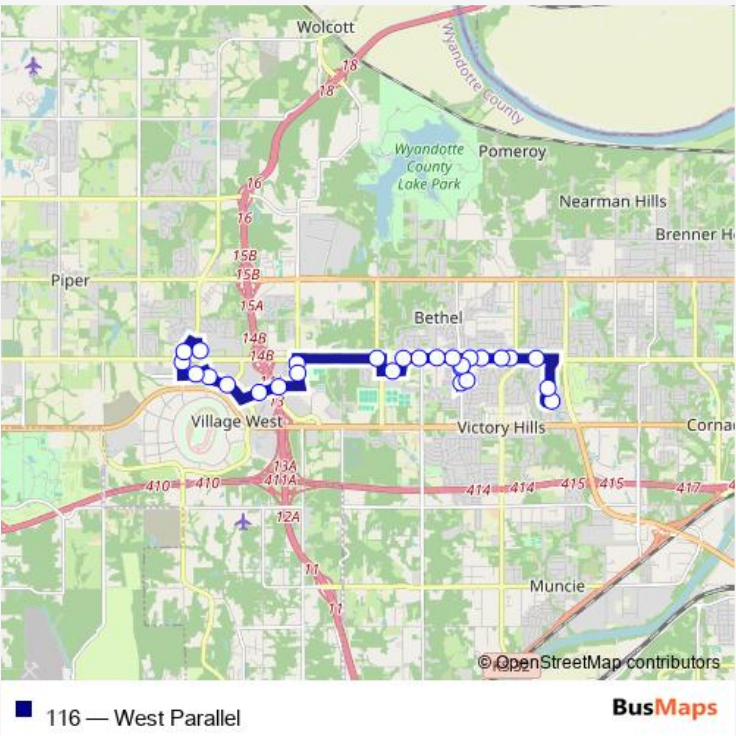 Wolcott
18
18
Wyandotte County
Wyandotte
County
Lake Park
Pomeroy
16
16
Nearman Hills
Brenner H
15B
15B
Piper
15A
Bethel
14B
14B
13
Village West
Victory Hills
Corna
13A
411A
410 410
414 414
415 415
417
4
12A
11
11
Muncie
© OpenStreetMap contributors
116 — West Parallel
BusMaps